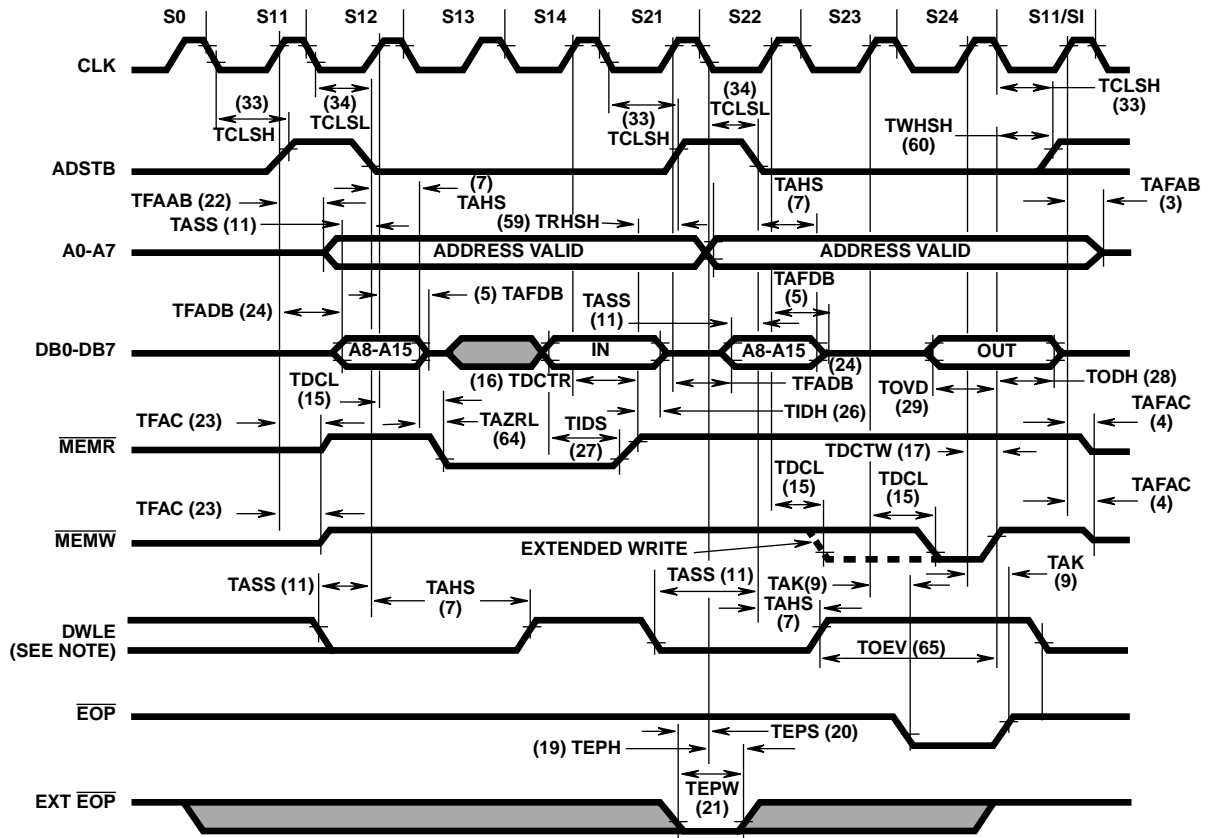 S0 S11 S12 S13 S14 S21 S22 S23 S24 S11/SI
CLK
(33)
TCLSH
(34)
TCLSL
(33)
TCLSH
(34)
TCLSL
TCLSH
(33)
TWHSH
(60)
ADSTB
TFAAB (22)
(7)
TAHS
TAHS
(7)
TAFAB
(3)
TASS (11)
(59) TRHSH
A0-A7
ADDRESS VALID
ADDRESS VALID
TFADB (24)
(5) TAFDB
TASS
(11)
TAFDB
(5)
DB0-DB7
A8-A15
IN
A8-A15
OUT
(24)
TFADB
TDCL
(15)
(16) TDCTR
TOVD
(29)
TODH (28)
TFAC (23)
TAZRL
(64)
TIDS
(27)
TIDH (26)
TAFAC
(4)
MEMR
TDCTW (17)
TFAC (23)
TDCL
(15)
TDCL
(15)
TAFAC
(4)
MEMW
EXTENDED WRITE
TASS (11)
TAHS
(7)
TASS (11)
TAK(9)
TAK
(9)
TAHS
(7)
DWLE
(SEE NOTE)
TOEV (65)
EOP
TEPS (20)
(19) TEPH
TEPW
(21)
EXT EOP